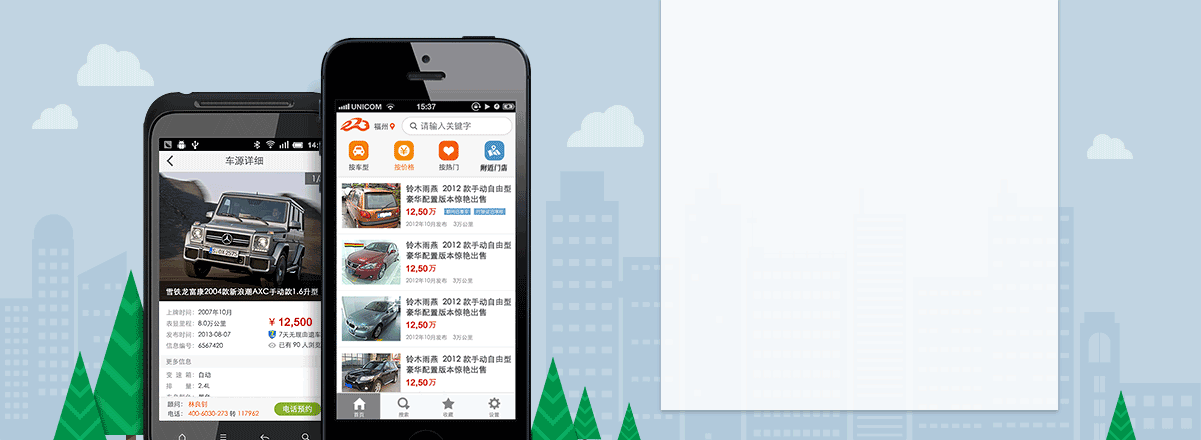 14:5
车源详细
1/
雪铁龙富康2004款新浪潮AXC手动款1.6升型
上牌时间: 2007年10月
表显里程: 8.0万公里
发布时间: 2013-08-07
信息编号: 6567420
¥ 12,500
7天无理由退车
已有 90 人浏览
更多信息
变 速 箱: 自动
排 量: 2.4L
顾问:
电话: 400-6030-273 转 117962
电话预约
UNICOM 15:37
273 福州 请输入关键字
按车型 按价格 按热门 附近门店
铃木雨燕 2012 款手动自由型
豪华配置版本惊艳出售
12,50万
2012年10月发布 3万公里
铃木雨燕 2012 款手动自由型
豪华配置版本惊艳出售
12,50万
2012年10月发布 3万公里
铃木雨燕 2012 款手动自由型
豪华配置版本惊艳出售
12,50万
2012年10月发布 3万公里
铃木雨燕 2012 款手动自由型
豪华配置版本惊艳出售
12,50万
首页 搜索 收藏 设置